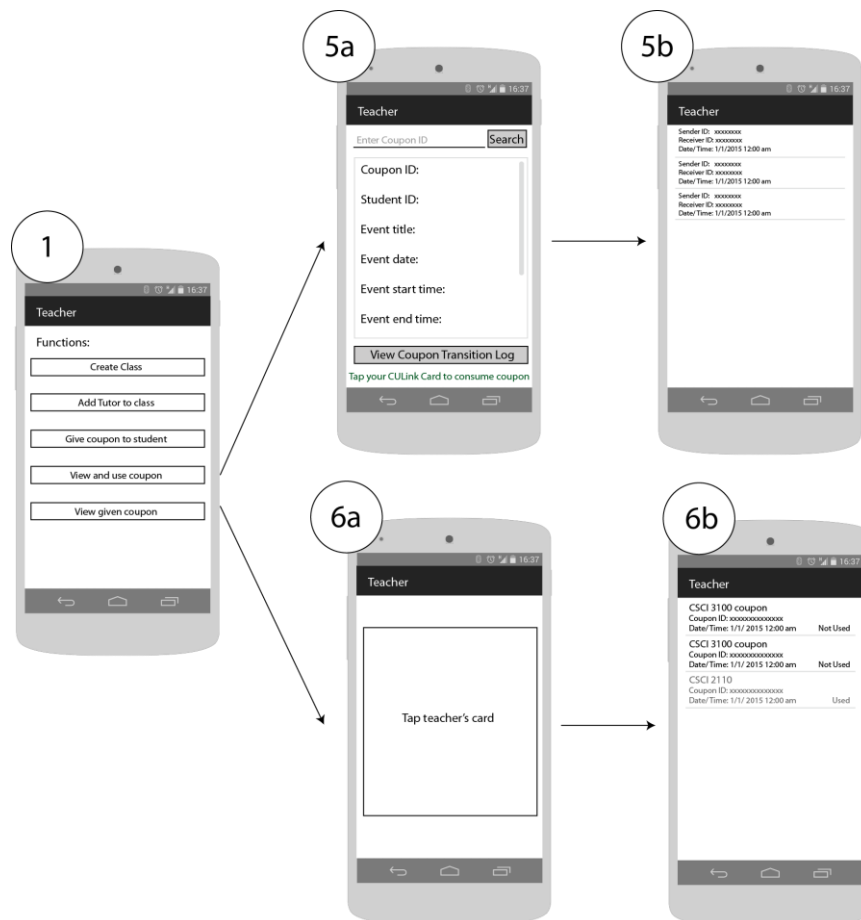 1
16:37
Teacher
Functions:
Create Class
Add Tutor to class
Give coupon to student
View and use coupon
View given coupon
5a
16:37
Teacher
Enter Coupon ID Search
Coupon ID:
Student ID:
Event title:
Event date:
Event start time:
Event end time:
View Coupon Transition Log
Tap your CULink Card to consume coupon
5b
16:37
Teacher
Sender ID: xxxxxxxx
Receiver ID: xxxxxxxx
Date/ Time: 1/1/2015 12:00 am
Sender ID: xxxxxxxx
Receiver ID: xxxxxxxx
Date/ Time: 1/1/2015 12:00 am
Sender ID: xxxxxxxx
Receiver ID: xxxxxxxx
Date/ Time: 1/1/2015 12:00 am
6a
16:37
Teacher
Tap teacher's card
6b
16:37
Teacher
CSCI 3100 coupon
Coupon ID: xxxxxxxxxxxxxx
Date/Time: 1/1/ 2015 12:00 am Not Used
CSCI 3100 coupon
Coupon ID: xxxxxxxxxxxxxx
Date/Time: 1/1/ 2015 12:00 am Not Used
CSCI 2110
Coupon ID: xxxxxxxxxxxxxx
Date/Time: 1/1/ 2015 12:00 am Used